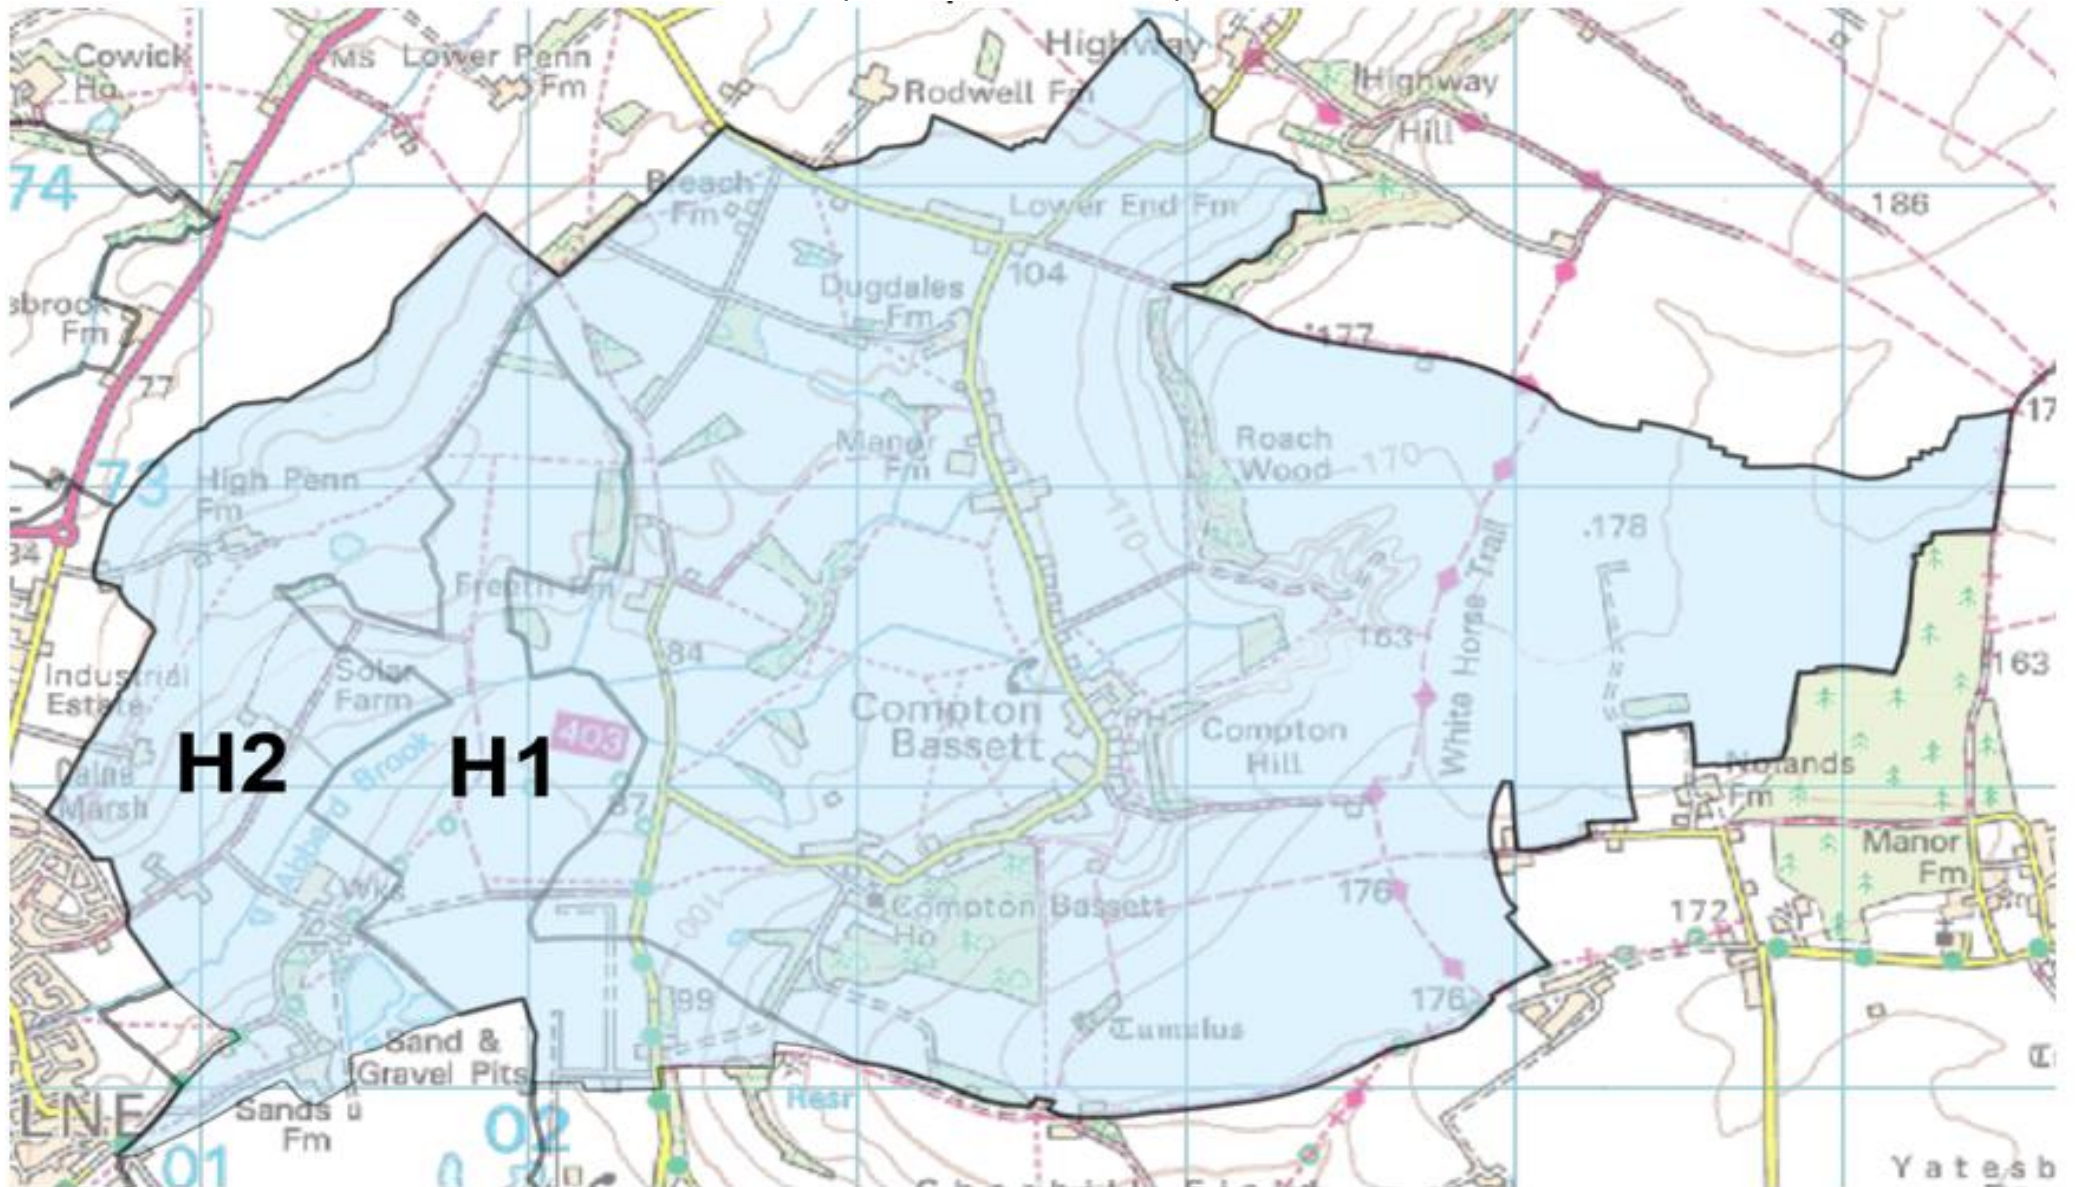 Cowick
Ho
MS
Lower Penn
Fm
Highway
Rodwell Fm
Highway
Hill
74
Breach
Fm
Lower End Fm
186
104
sbrook
Fm
Dugdales
Fm
177
77
17
73
High Penn
Fm
Manor
Fm
Roach
Wood
170
110
.178
34
Freeth Fm
White Horse Trail
84
163
163
Industrial
Estate
Solar
Farm
Compton
Bassett
PH
Compton
Hill
403
H2
H1
Calne
Marsh
Abberd Brook
87
Nolands
Fm
Manor
Fm
Wks
100
Compton Bassett
Ho
176
172
99
176
Tumulus
Sand &
Gravel Pits
Resr
LNE
Sands
Fm
02
01
Yatesb